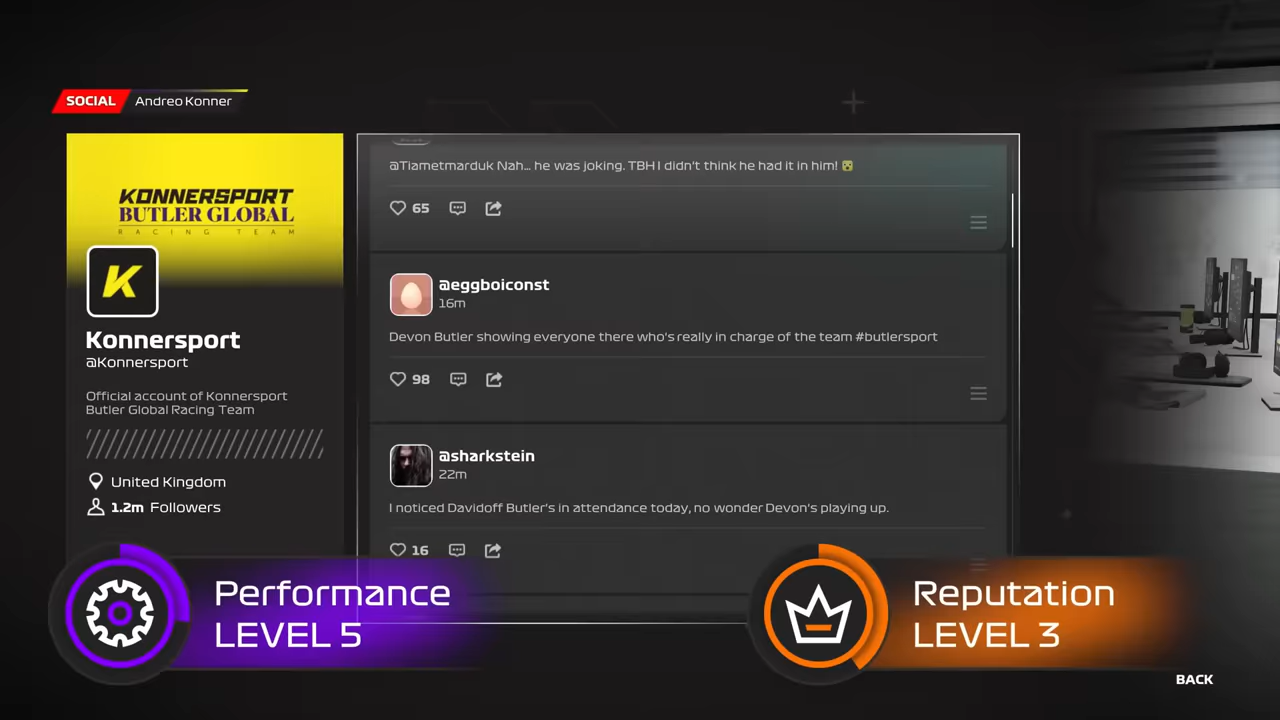 SOCIAL Andreo Konner
KONNERSPORT
BUTLER GLOBAL
RACING TEAM
K
Konnersport
@Konnersport
Official account of Konnersport
Butler Global Racing Team
United Kingdom
1.2m Followers
@Tiametmarduk Nah... he was joking. TBH I didn't think he had it in him!
65
@eggboiconst
16m
Devon Butler showing everyone there who's really in charge of the team #butlersport
98
@sharkstein
22m
I noticed Davidoff Butler's in attendance today, no wonder Devon's playing up.
16
Performance
LEVEL 5
Reputation
LEVEL 3
BACK